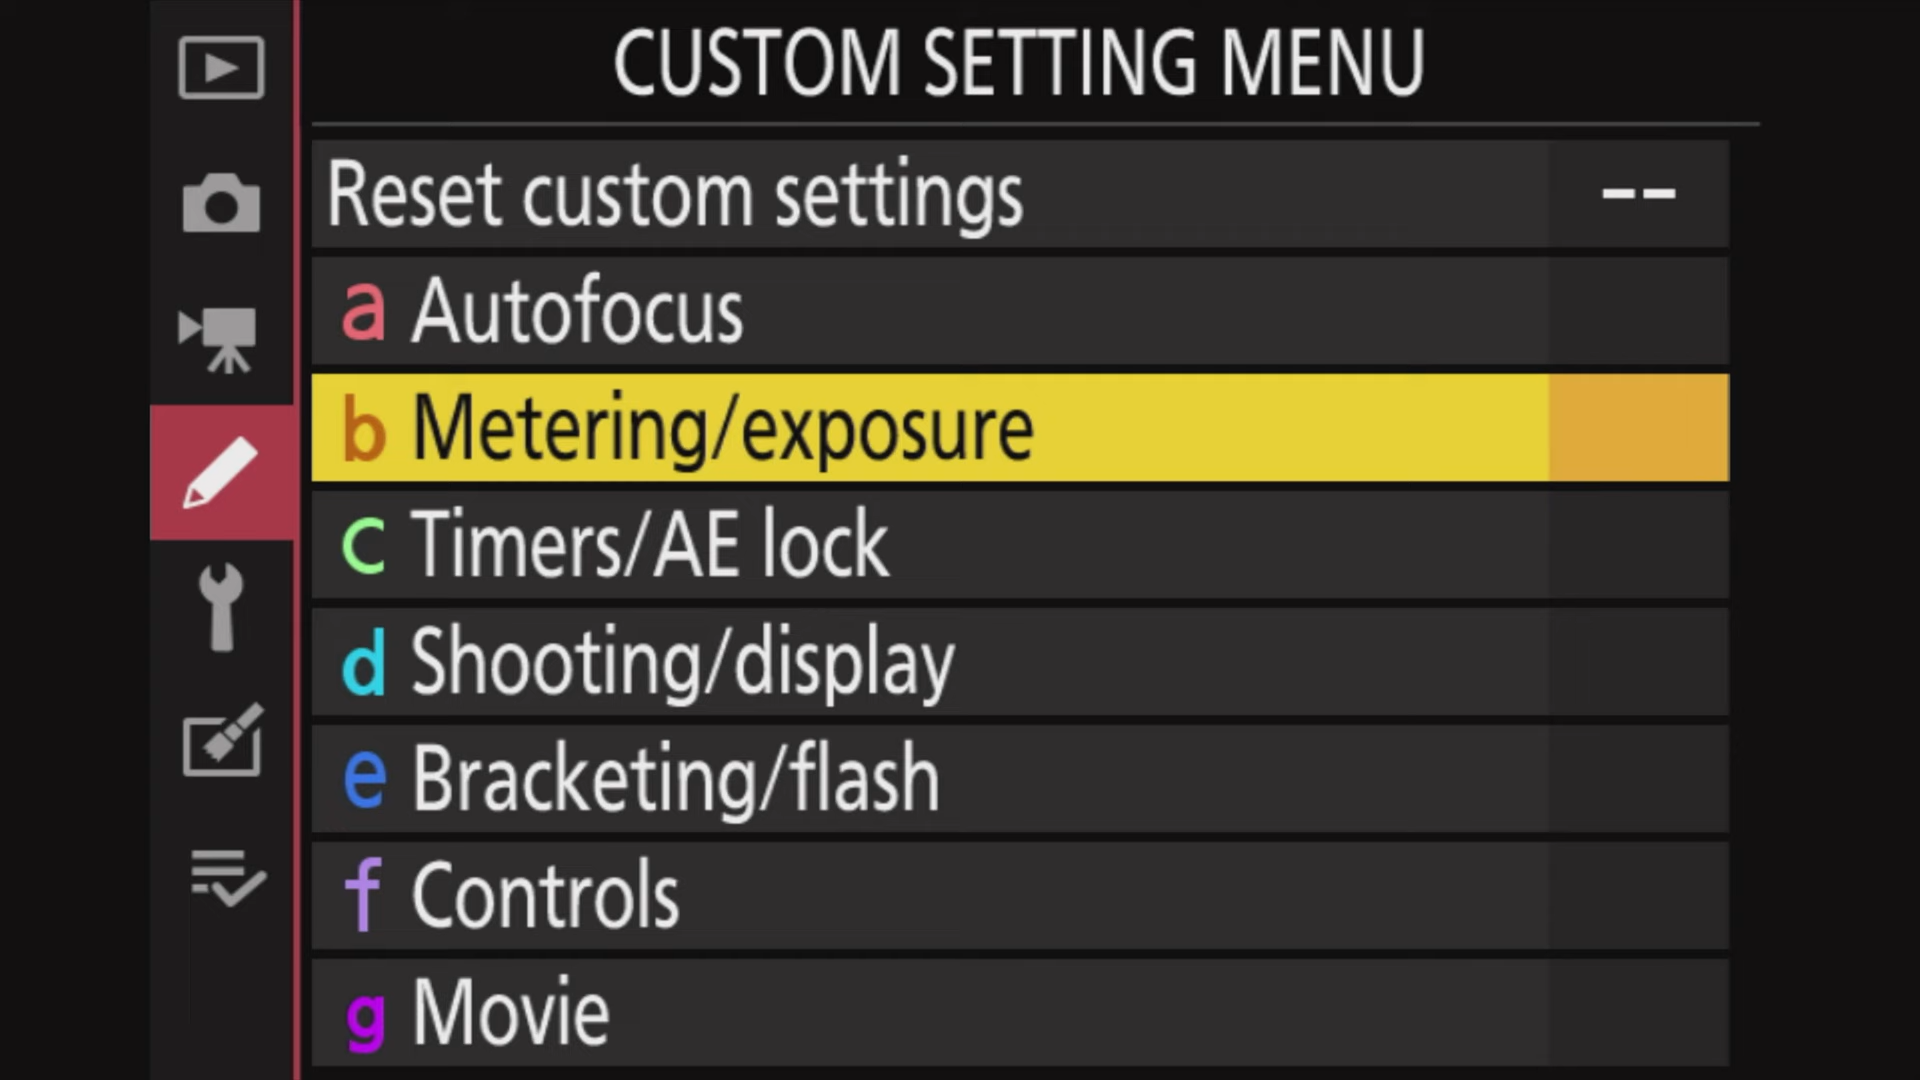 CUSTOM SETTING MENU
Reset custom settings --
a Autofocus
b Metering/exposure
c Timers/AE lock
d Shooting/display
e Bracketing/flash
f Controls
g Movie